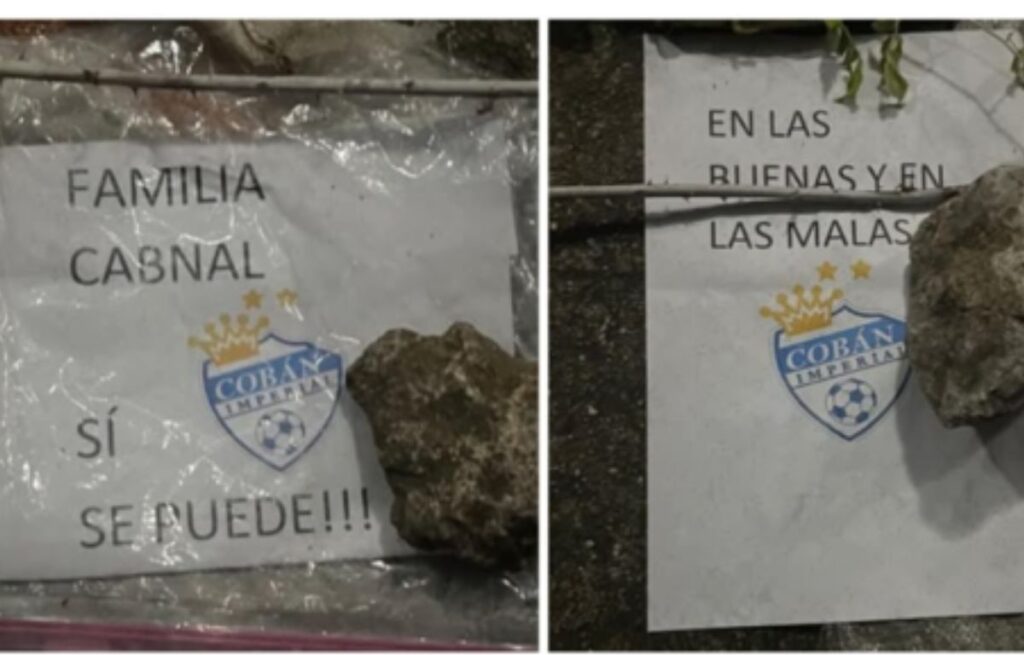 FAMILIA
CABNAL
COBÁN
IMPERIAL
SÍ
SE PUEDE!!!
EN LAS
BUENAS Y EN
LAS MALAS
COBÁN
IMPERIAL